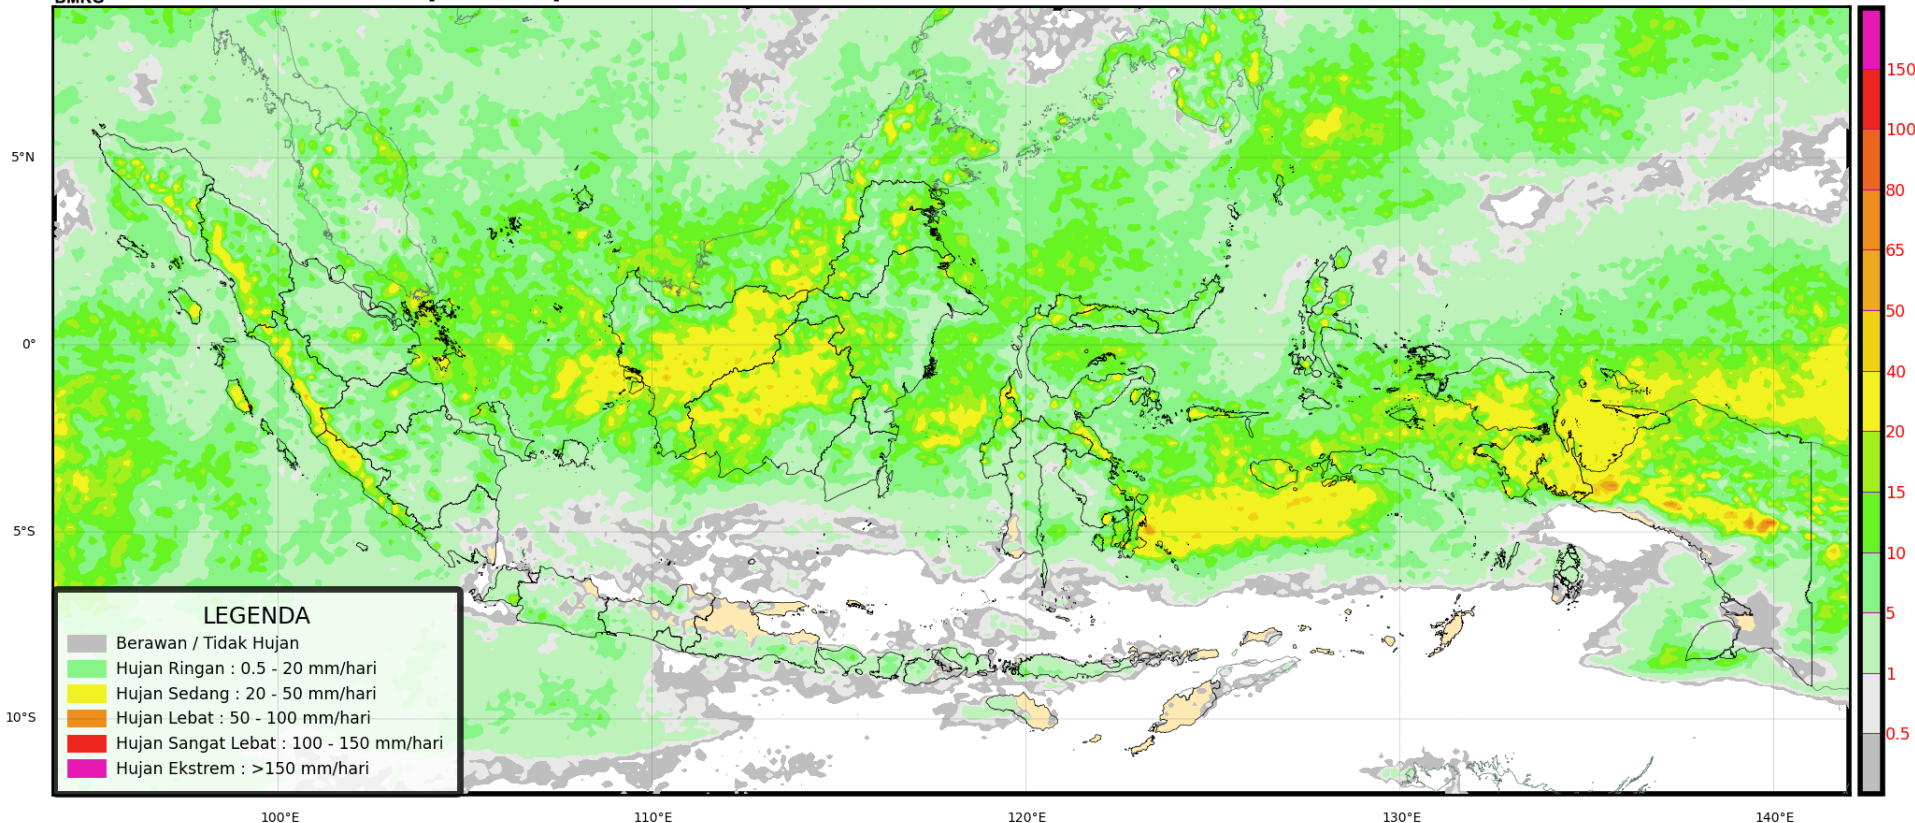 BMKG
5°N
0°
5°S
10°S
100°E
110°E
120°E
130°E
140°E
LEGENDA
Berawan / Tidak Hujan
Hujan Ringan : 0.5 - 20 mm/hari
Hujan Sedang : 20 - 50 mm/hari
Hujan Lebat : 50 - 100 mm/hari
Hujan Sangat Lebat : 100 - 150 mm/hari
Hujan Ekstrem : >150 mm/hari
150
100
80
65
50
40
20
15
10
5
1
0.5